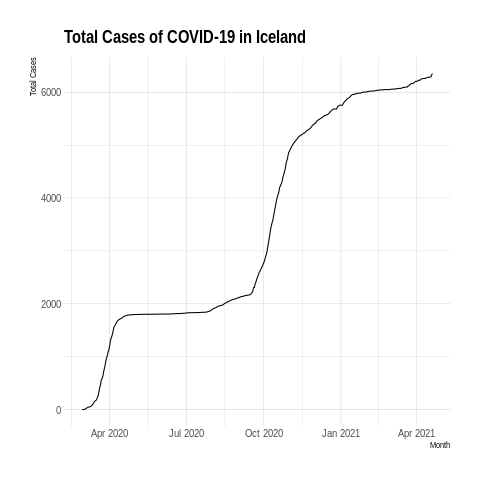 Total Cases of COVID-19 in Iceland
Total Cases
6000
4000
2000
0
Apr 2020
Jul 2020
Oct 2020
Jan 2021
Apr 2021
Month